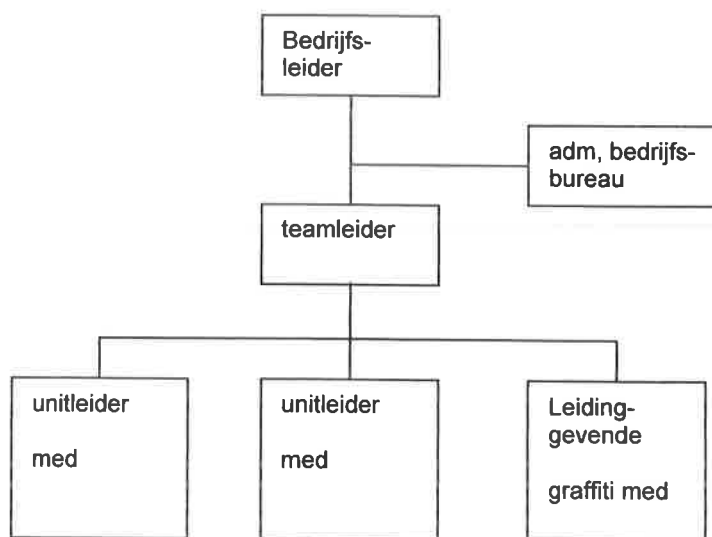 Bedrijfs-
leider
adm, bedrijfs-
bureau
teamleider
unitleider
med
unitleider
med
Leiding-
gevende
graffiti med